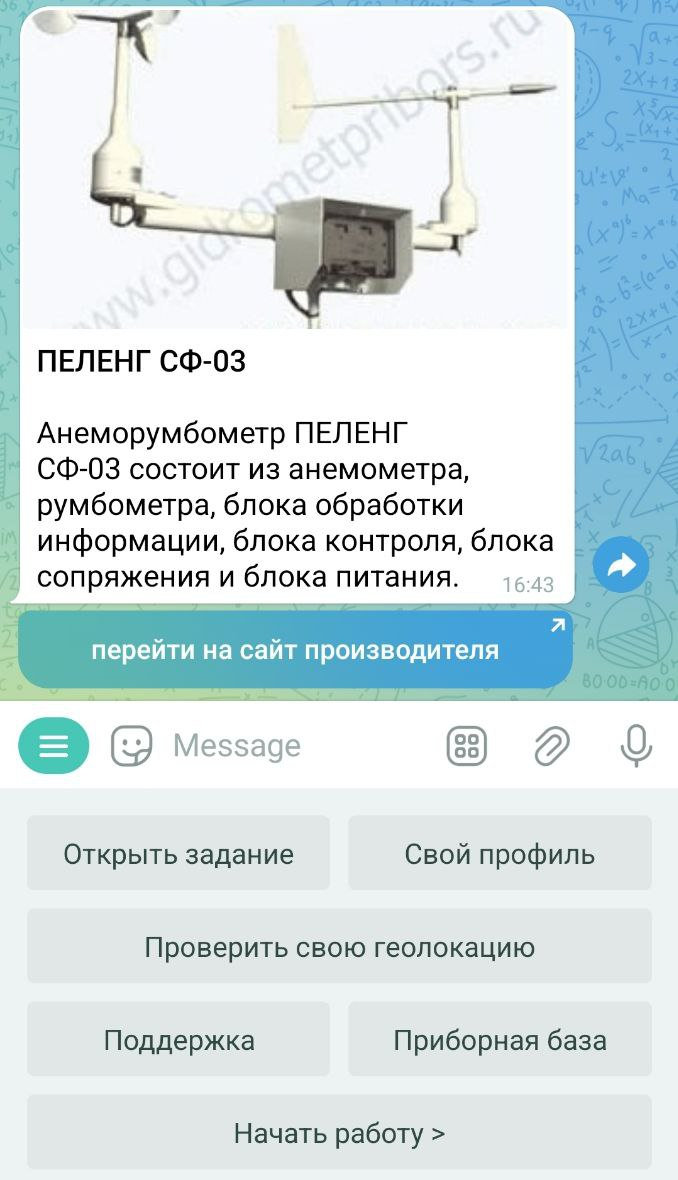 www.gidrometpribors.ru
ПЕЛЕНГ СФ-03
Анеморумбометр ПЕЛЕНГ
СФ-03 состоит из анемометра,
румбометра, блока обработки
информации, блока контроля, блока
сопряжения и блока питания.
16:43
перейти на сайт производителя
Message
Открыть задание
Свой профиль
Проверить свою геолокацию
Поддержка
Приборная база
Начать работу >